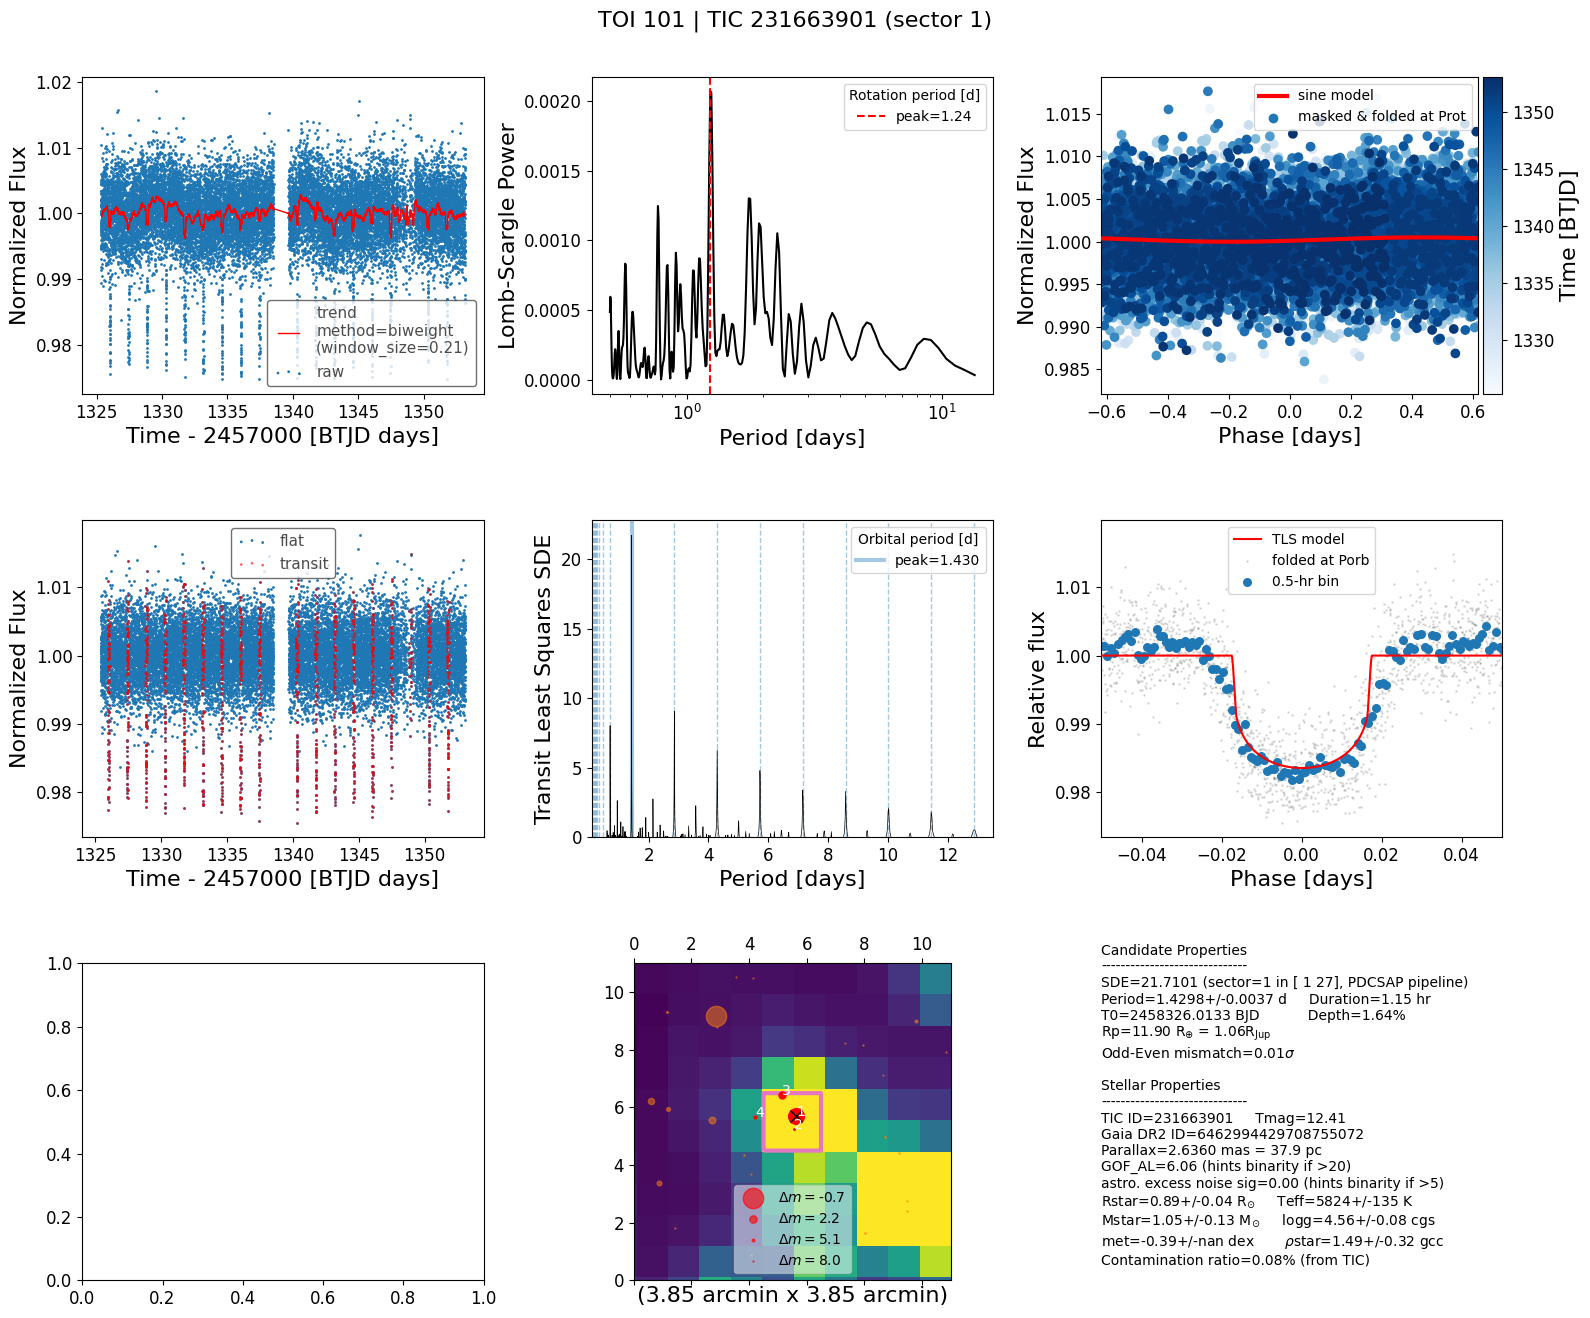 TOI 101 | TIC 231663901 (sector 1)
Normalized Flux
1.02
1.01
1.00
0.99
0.98
trend
method=biweight
(window_size=0.21)
raw
1325 1330 1335 1340 1345 1350
Time - 2457000 [BTJD days]
Lomb-Scargle Power
0.0020
0.0015
0.0010
0.0005
0.0000
Rotation period [d]
peak=1.24
10^0 10^1
Period [days]
Normalized Flux
1.015
1.010
1.005
1.000
0.995
0.990
0.985
sine model
masked & folded at Prot
−0.6 −0.4 −0.2 0.0 0.2 0.4 0.6
Phase [days]
1350
1345
1340
1335
1330
Time [BTJD]
Normalized Flux
1.01
1.00
0.99
0.98
flat
transit
1325 1330 1335 1340 1345 1350
Time - 2457000 [BTJD days]
Transit Least Squares SDE
20
15
10
5
0
Orbital period [d]
peak=1.430
2 4 6 8 10 12
Period [days]
Relative flux
1.01
1.00
0.99
0.98
TLS model
folded at Porb
0.5-hr bin
−0.04 −0.02 0.00 0.02 0.04
Phase [days]
1.0
0.8
0.6
0.4
0.2
0.0
0.0 0.2 0.4 0.6 0.8 1.0
0 2 4 6 8 10
10
8
6
4
2
0
3
4
1
2
Δm = -0.7
Δm = 2.2
Δm = 5.1
Δm = 8.0
(3.85 arcmin x 3.85 arcmin)
Candidate Properties
------------------------------
SDE=21.7101 (sector=1 in [ 1 27], PDCSAP pipeline)
Period=1.4298+/-0.0037 d Duration=1.15 hr
T0=2458326.0133 BJD Depth=1.64%
Rp=11.90 R⊕ = 1.06RJup
Odd-Even mismatch=0.01σ
Stellar Properties
------------------------------
TIC ID=231663901 Tmag=12.41
Gaia DR2 ID=6462994429708755072
Parallax=2.6360 mas = 37.9 pc
GOF_AL=6.06 (hints binarity if >20)
astro. excess noise sig=0.00 (hints binarity if >5)
Rstar=0.89+/-0.04 R⊙ Teff=5824+/-135 K
Mstar=1.05+/-0.13 M⊙ logg=4.56+/-0.08 cgs
met=-0.39+/-nan dex ρstar=1.49+/-0.32 gcc
Contamination ratio=0.08% (from TIC)